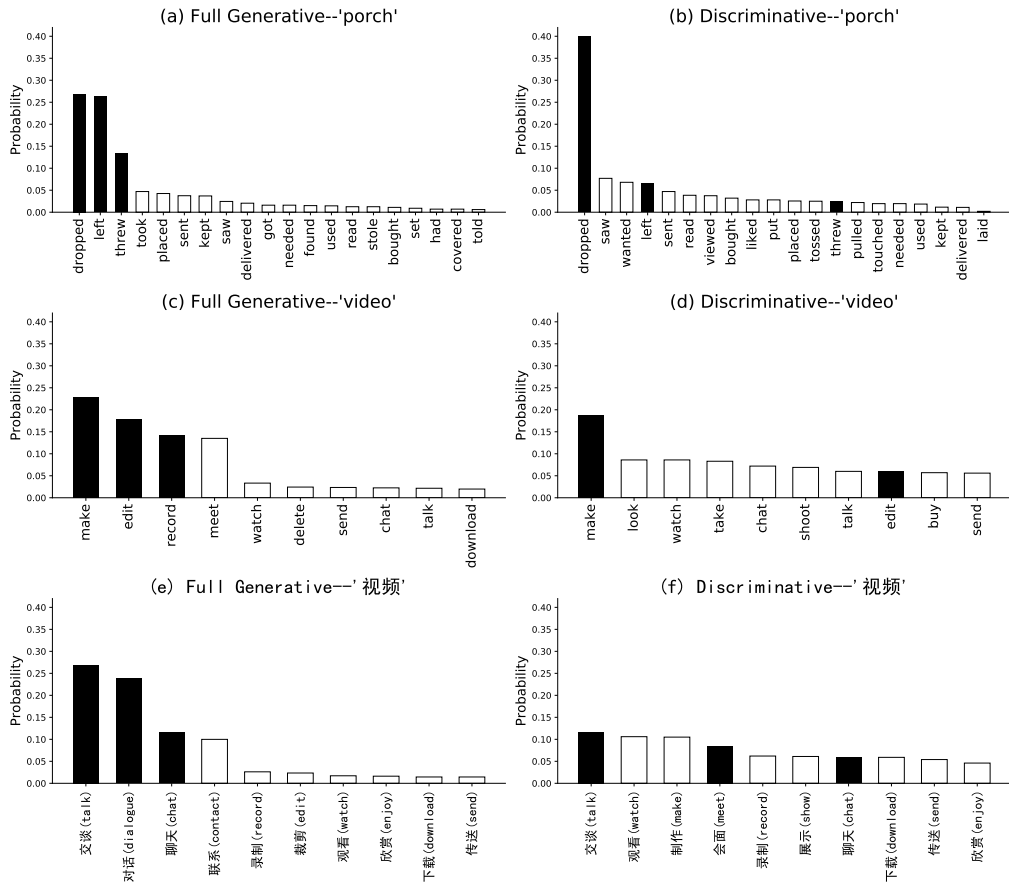 (a) Full Generative--'porch'
Probability
0.40
0.35
0.30
0.25
0.20
0.15
0.10
0.05
0.00
dropped
left
threw
took
placed
sent
kept
saw
delivered
got
needed
found
used
read
stole
bought
set
had
covered
told
(b) Discriminative--'porch'
Probability
0.40
0.35
0.30
0.25
0.20
0.15
0.10
0.05
0.00
dropped
saw
wanted
left
sent
read
viewed
bought
liked
put
placed
tossed
threw
pulled
touched
needed
used
kept
delivered
laid
(c) Full Generative--'video'
Probability
0.40
0.35
0.30
0.25
0.20
0.15
0.10
0.05
0.00
make
edit
record
meet
watch
delete
send
chat
talk
download
(d) Discriminative--'video'
Probability
0.40
0.35
0.30
0.25
0.20
0.15
0.10
0.05
0.00
make
look
watch
take
chat
shoot
talk
edit
buy
send
(e) Full Generative--'视频'
Probability
0.40
0.35
0.30
0.25
0.20
0.15
0.10
0.05
0.00
交谈(talk)
对话(dialogue)
聊天(chat)
联系(contact)
录制(record)
裁剪(edit)
观看(watch)
欣赏(enjoy)
下载(download)
传送(send)
(f) Discriminative--'视频'
Probability
0.40
0.35
0.30
0.25
0.20
0.15
0.10
0.05
0.00
交谈(talk)
观看(watch)
制作(make)
会面(meet)
录制(record)
展示(show)
聊天(chat)
下载(download)
传送(send)
欣赏(enjoy)